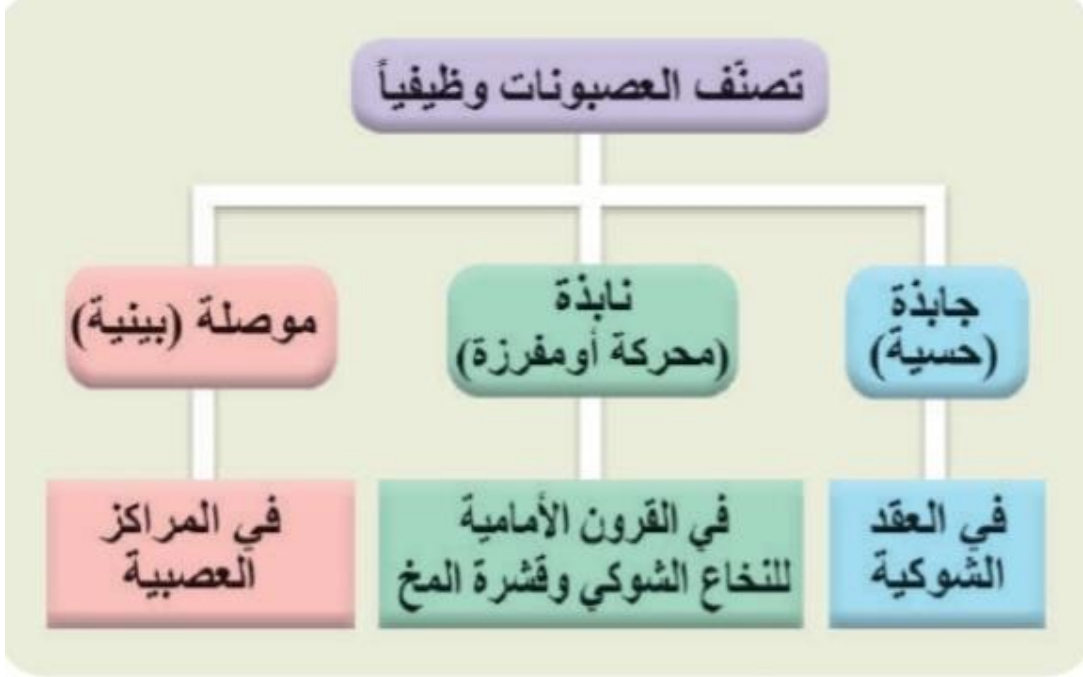 تصنّف العصبونات وظيفياً
جابذة
(حسية)
نابذة
(محركة أومفرزة)
موصلة (بينية)
في العقد
الشوكية
في القرون الأمامية
للنخاع الشوكي وقشرة المخ
في المراكز
العصبية